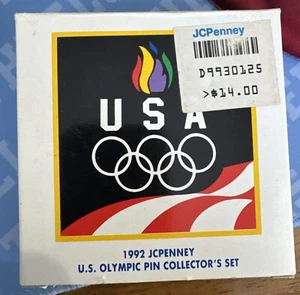 JCPenney
D9930125
>$14.00
USA
1992 JCPENNEY
U.S. OLYMPIC PIN COLLECTOR'S SET